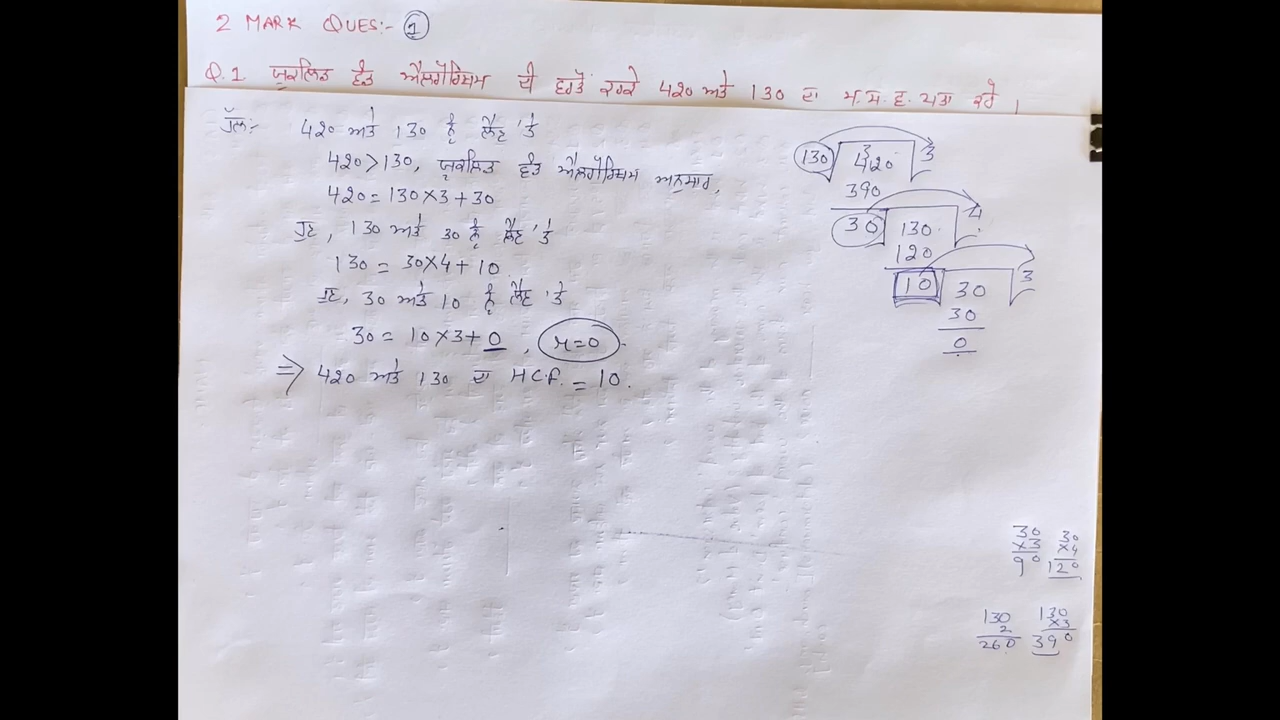 2 MARK QUES:- 1
Q.1 ਯੂਕਲਿਡ ਵੰਡ ਐਲਗੋਰਿਥਮ ਦੀ ਵਰਤੋਂ ਕਰਕੇ 420 ਅਤੇ 130 ਦਾ ਮ.ਸ.ਵ. ਪਤਾ ਕਰੋ ।
ਹੱਲ:- 420 ਅਤੇ 130 ਨੂੰ ਲੈਣ 'ਤੇ
420>130, ਯੂਕਲਿਡ ਵੰਡ ਐਲਗੋਰਿਥਮ ਅਨੁਸਾਰ,
420=130×3+30
ਹੁਣ, 130 ਅਤੇ 30 ਨੂੰ ਲੈਣ 'ਤੇ
130=30×4+10
ਹੁਣ, 30 ਅਤੇ 10 ਨੂੰ ਲੈਣ 'ਤੇ
30=10×3+0, r=0
⇒ 420 ਅਤੇ 130 ਦਾ H.C.F. = 10.
130 420 3
390
30 130 4
120
10 30 3
30
0
30 30
×3 ×4
90 120
130 130
2 ×3
260 390